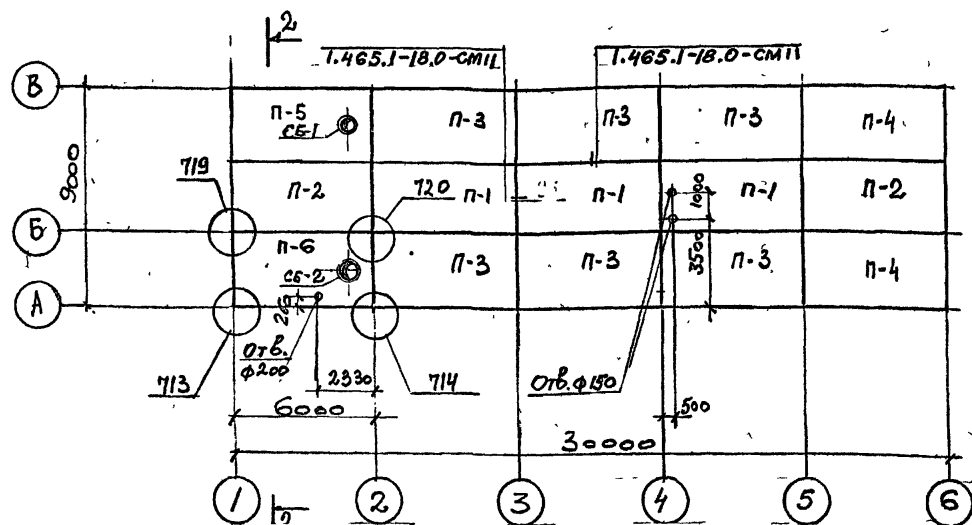 2
1.465.1-18.0-СМ11
1.465.1-18.0-СМ11
В
П-5
СБ-1
П-3
П-3
П-3
П-4
9000
719
П-2
720
П-1
П-1
П-1
П-2
1000
Б
П-6
СБ-2
П-3
П-3
3500
П-3
П-4
А
260
Отв.
ф200
2330
713
714
Отв. ф150
6000
500
30000
1
2
3
4
5
6
2